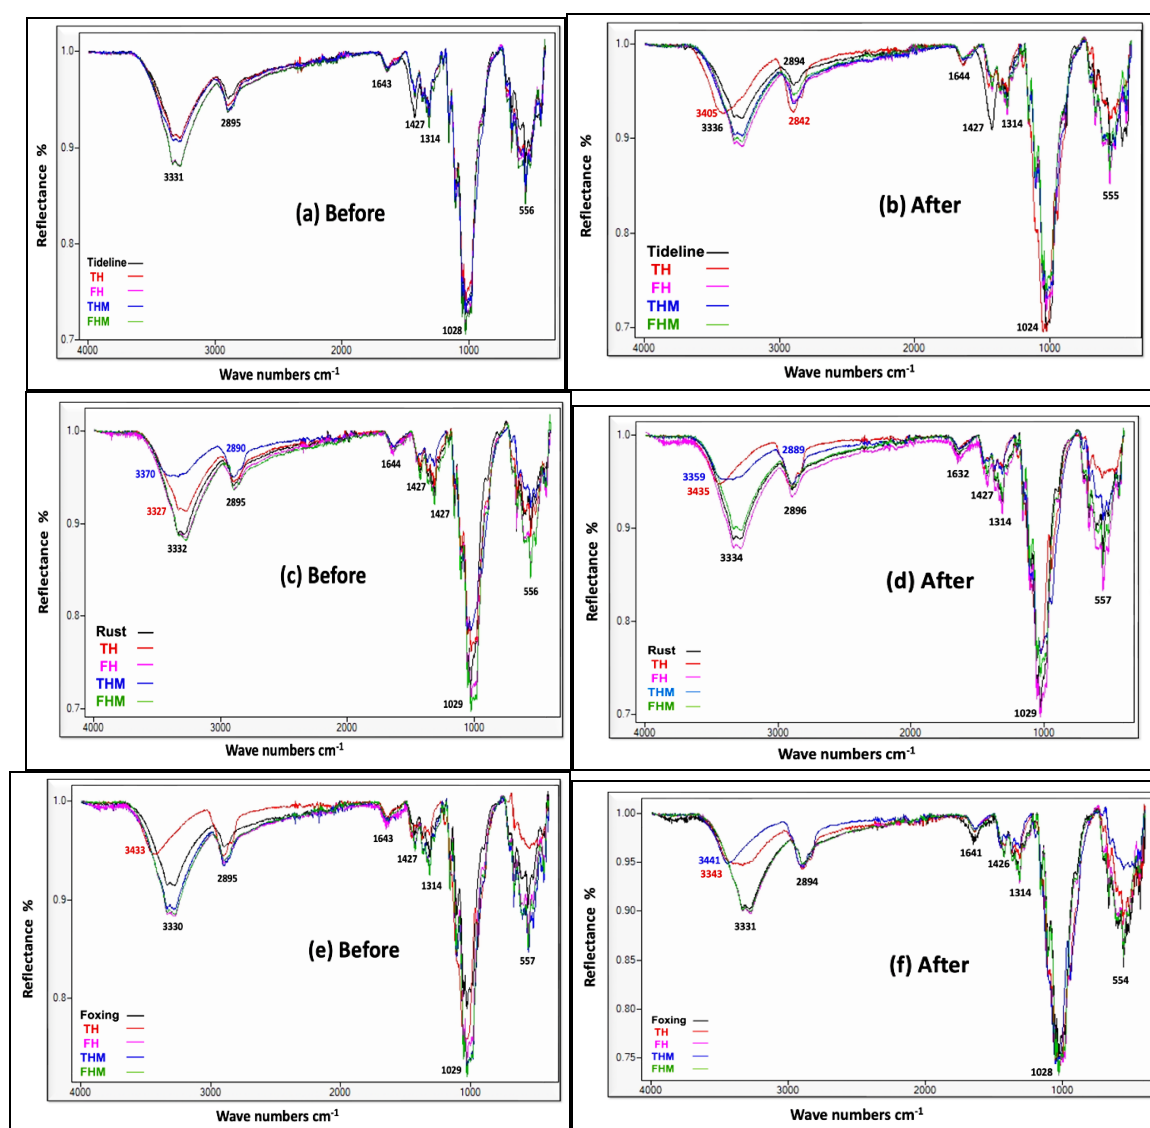 1.0
0.9
0.8
0.7
Reflectance %
3331
2895
1643
1427
1314
1028
556
(a) Before
Tideline
TH
FH
THM
FHM
4000
3000
2000
1000
Wave numbers cm-1
1.0
0.9
0.8
0.7
Reflectance %
3405
3336
2894
2842
1644
1427
1314
1024
555
(b) After
Tideline
TH
FH
THM
FHM
4000
3000
2000
1000
Wave numbers cm-1
1.0
0.9
0.8
0.7
Reflectance %
3370
3327
3332
2890
2895
1644
1427
1427
1029
556
(c) Before
Rust
TH
FH
THM
FHM
4000
3000
2000
1000
Wave numbers cm-1
1.0
0.9
0.8
0.7
Reflectance %
3359
3435
3334
2889
2896
1632
1427
1314
1029
557
(d) After
Rust
TH
FH
THM
FHM
4000
3000
2000
1000
Wave numbers cm-1
1.0
0.9
0.8
Reflectance %
3433
3330
2895
1643
1427
1314
1029
557
(e) Before
Foxing
TH
FH
THM
FHM
4000
3000
2000
1000
Wave numbers cm-1
1.00
0.95
0.90
0.85
0.80
0.75
Reflectance %
3441
3343
3331
2894
1641
1426
1314
1028
554
(f) After
Foxing
TH
FH
THM
FHM
4000
3000
2000
1000
Wave numbers cm-1